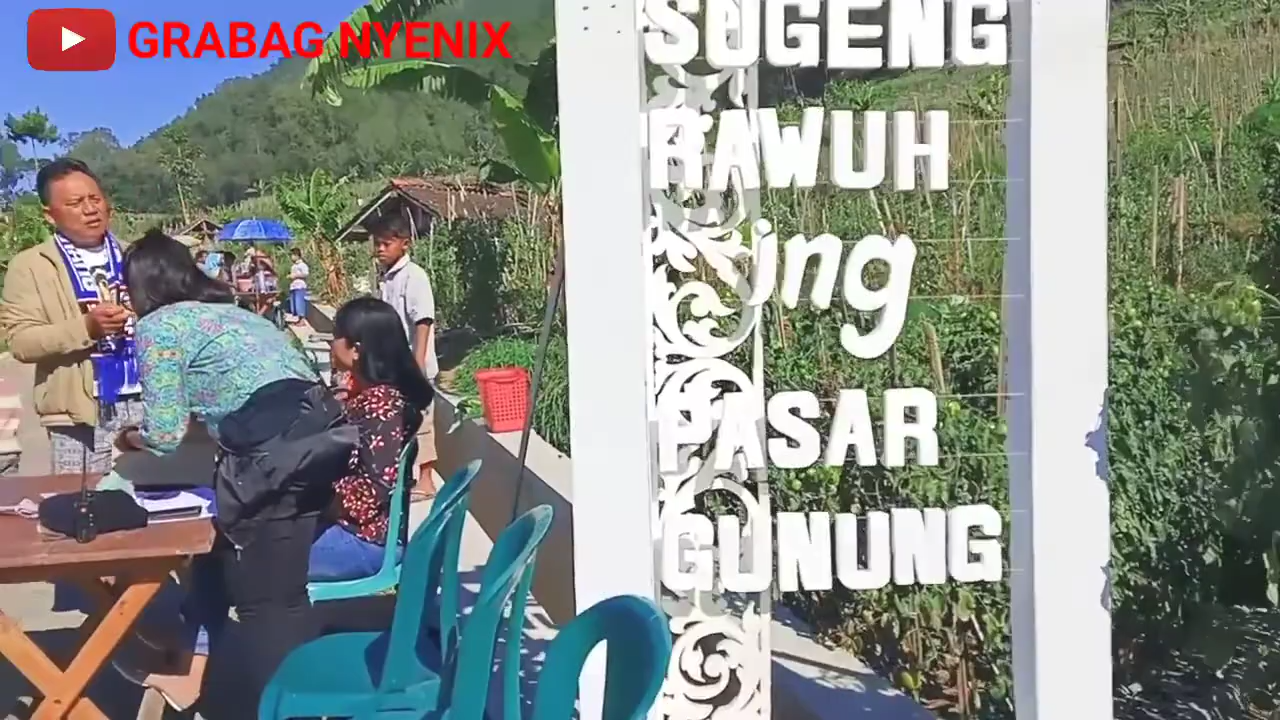 GRABAG NYENIX
SUGENG
RAWUH
ing
PASAR
GUNUNG